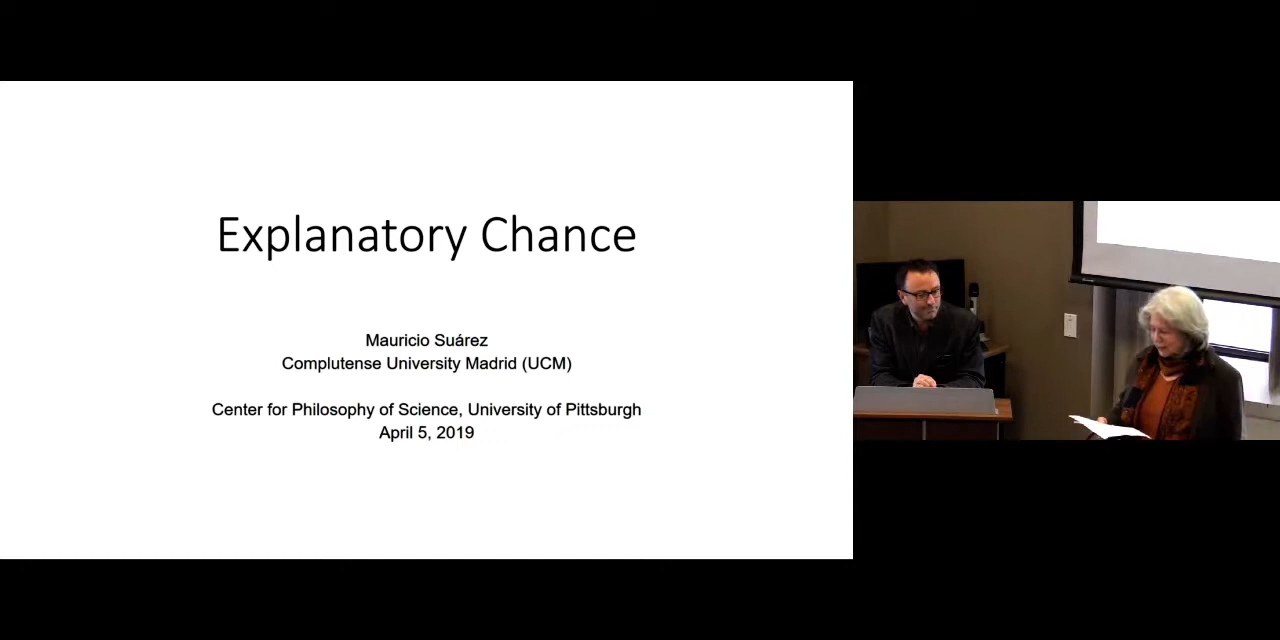 Explanatory Chance
Mauricio Suárez
Complutense University Madrid (UCM)
Center for Philosophy of Science, University of Pittsburgh
April 5, 2019